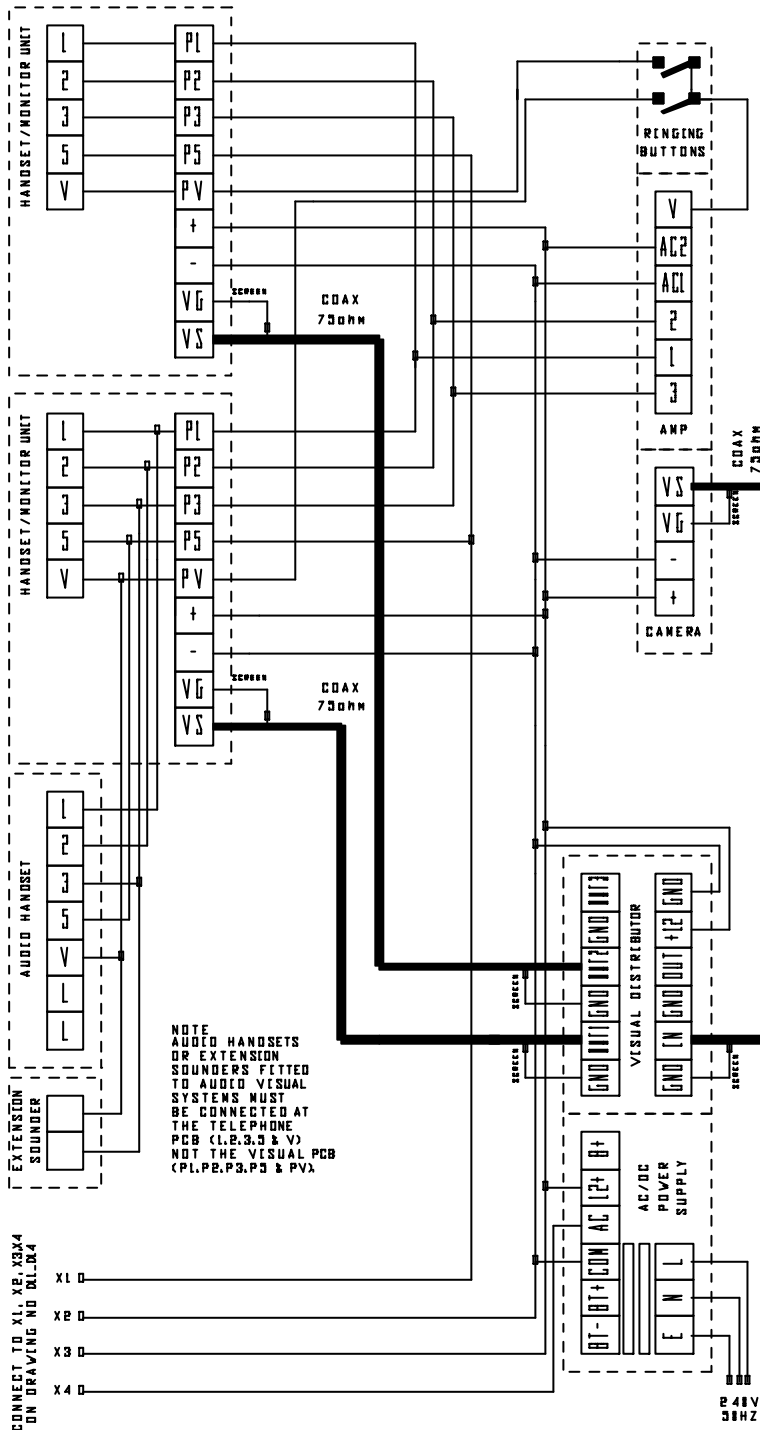 HANDSET/MONITOR UNIT
1
2
3
5
V
P1
P2
P3
P5
PV
+
-
VG
VS
SCREEN
COAX
75ohm
RINGING
BUTTONS
V
AC2
AC1
2
1
3
AMP
VS
VG
-
+
CAMERA
COAX
75ohm
SCREEN
HANDSET/MONITOR UNIT
1
2
3
5
V
P1
P2
P3
P5
PV
+
-
VG
VS
SCREEN
COAX
75ohm
AUDIO HANDSET
1
2
3
5
V
L
L
EXTENSION
SOUNDER
NOTE
AUDIO HANDSETS
OR EXTENSION
SOUNDERS FITTED
TO AUDIO VISUAL
SYSTEMS MUST
BE CONNECTED AT
THE TELEPHONE
PCB (1,2,3,5 & V)
NOT THE VISUAL PCB
(P1,P2,P3,P5 & PV).
GND
GND
GND
SCREEN
SCREEN
VISUAL DISTRIBUTOR
GND
+12
OUT
GND
IN
GND
SCREEN
12+
AC
COM
BT+
BT-
AC/DC
POWER
SUPPLY
L
N
E
240V
50HZ
CONNECT TO X1, X2, X3,X4
ON DRAWING NO
X1
X2
X3
X4